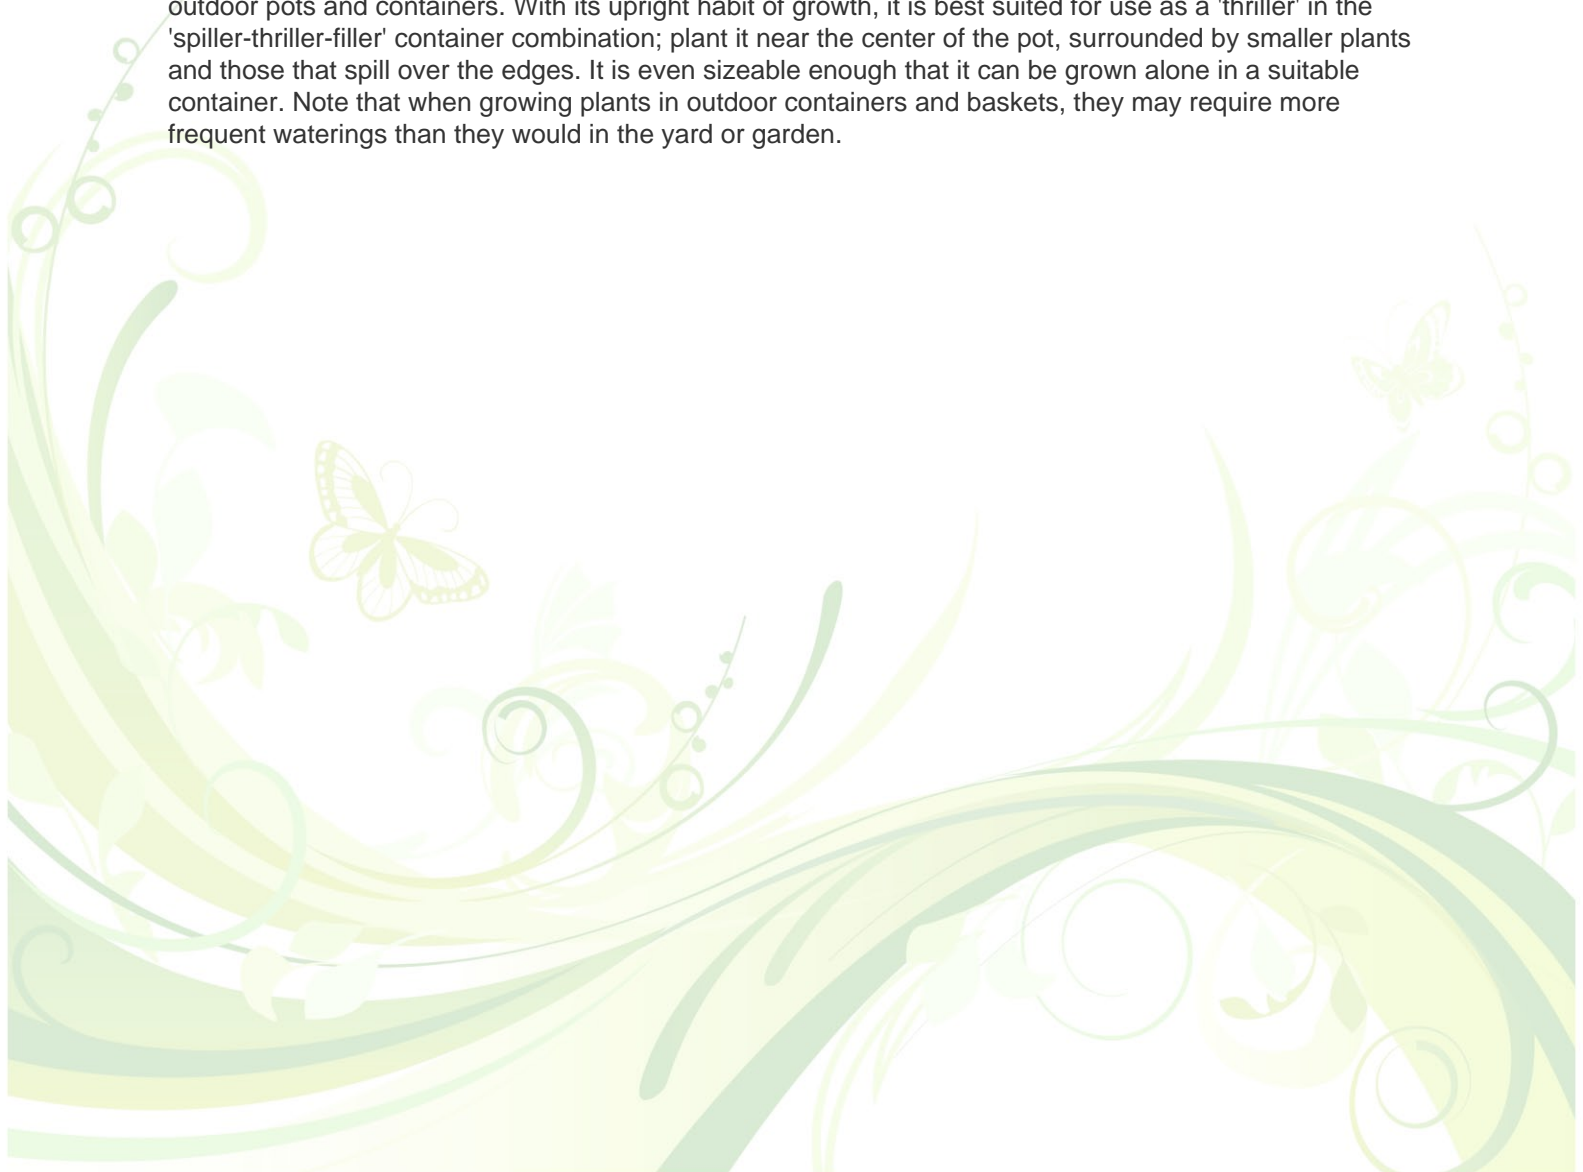 outdoor pots and containers. With its upright habit of growth, it is best suited for use as a 'thriller' in the
'spiller-thriller-filler' container combination; plant it near the center of the pot, surrounded by smaller plants
and those that spill over the edges. It is even sizeable enough that it can be grown alone in a suitable
container. Note that when growing plants in outdoor containers and baskets, they may require more
frequent waterings than they would in the yard or garden.